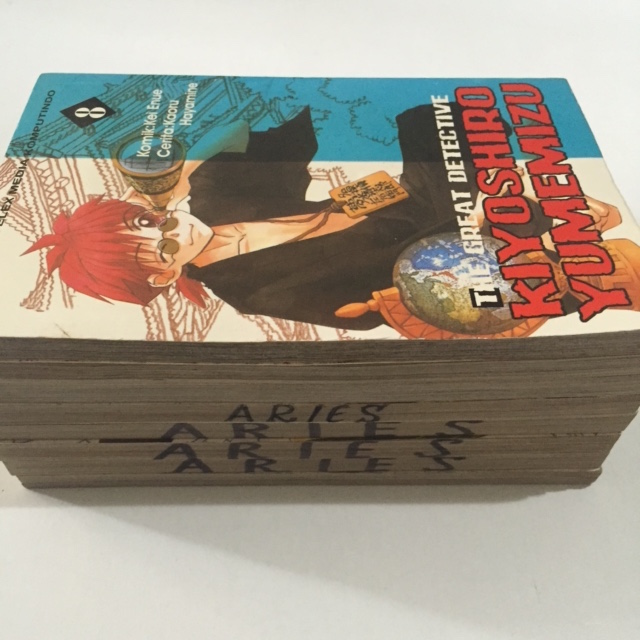 8
Komik: Kei Enue
Cerita: Kaoru
Hayamine
ELEX MEDIA KOMPUTINDO
THE GREAT DETECTIVE
KIYOSHIRO
YUMEMIZU
ARIES
ARIES
ARIES
ARIES